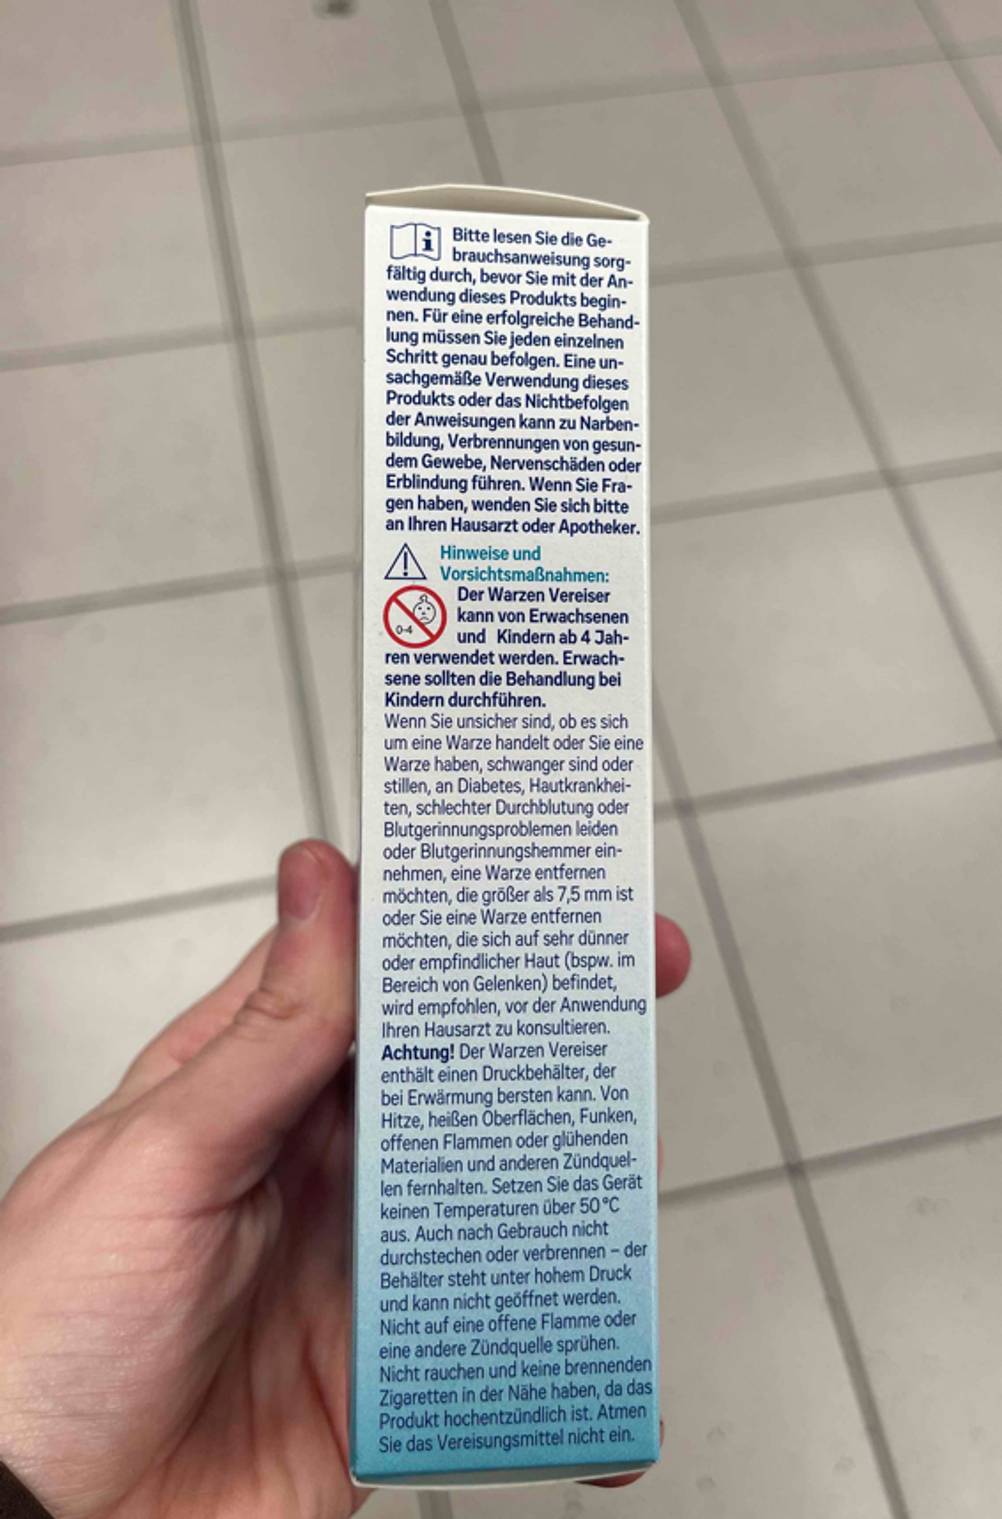 Bitte lesen Sie die Ge-
brauchsanweisung sorg-
fältig durch, bevor Sie mit der An-
wendung dieses Produkts begin-
nen. Für eine erfolgreiche Behand-
lung müssen Sie jeden einzelnen
Schritt genau befolgen. Eine un-
sachgemäße Verwendung dieses
Produkts oder das Nichtbefolgen
der Anweisungen kann zu Narben-
bildung, Verbrennungen von gesun-
dem Gewebe, Nervenschäden oder
Erblindung führen. Wenn Sie Fra-
gen haben, wenden Sie sich bitte
an Ihren Hausarzt oder Apotheker.
Hinweise und
Vorsichtsmaßnahmen:
0-4
Der Warzen Vereiser
kann von Erwachsenen
und Kindern ab 4 Jah-
ren verwendet werden. Erwach-
sene sollten die Behandlung bei
Kindern durchführen.
Wenn Sie unsicher sind, ob es sich
um eine Warze handelt oder Sie eine
Warze haben, schwanger sind oder
stillen, an Diabetes, Hautkrankhei-
ten, schlechter Durchblutung oder
Blutgerinnungsproblemen leiden
oder Blutgerinnungshemmer ein-
nehmen, eine Warze entfernen
möchten, die größer als 7,5 mm ist
oder Sie eine Warze entfernen
möchten, die sich auf sehr dünner
oder empfindlicher Haut (bspw. im
Bereich von Gelenken) befindet,
wird empfohlen, vor der Anwendung
Ihren Hausarzt zu konsultieren.
Achtung! Der Warzen Vereiser
enthält einen Druckbehälter, der
bei Erwärmung bersten kann. Von
Hitze, heißen Oberflächen, Funken,
offenen Flammen oder glühenden
Materialien und anderen Zündquel-
len fernhalten. Setzen Sie das Gerät
keinen Temperaturen über 50 °C
aus. Auch nach Gebrauch nicht
durchstechen oder verbrennen – der
Behälter steht unter hohem Druck
und kann nicht geöffnet werden.
Nicht auf eine offene Flamme oder
eine andere Zündquelle sprühen.
Nicht rauchen und keine brennenden
Zigaretten in der Nähe haben, da das
Produkt hochentzündlich ist. Atmen
Sie das Vereisungsmittel nicht ein.